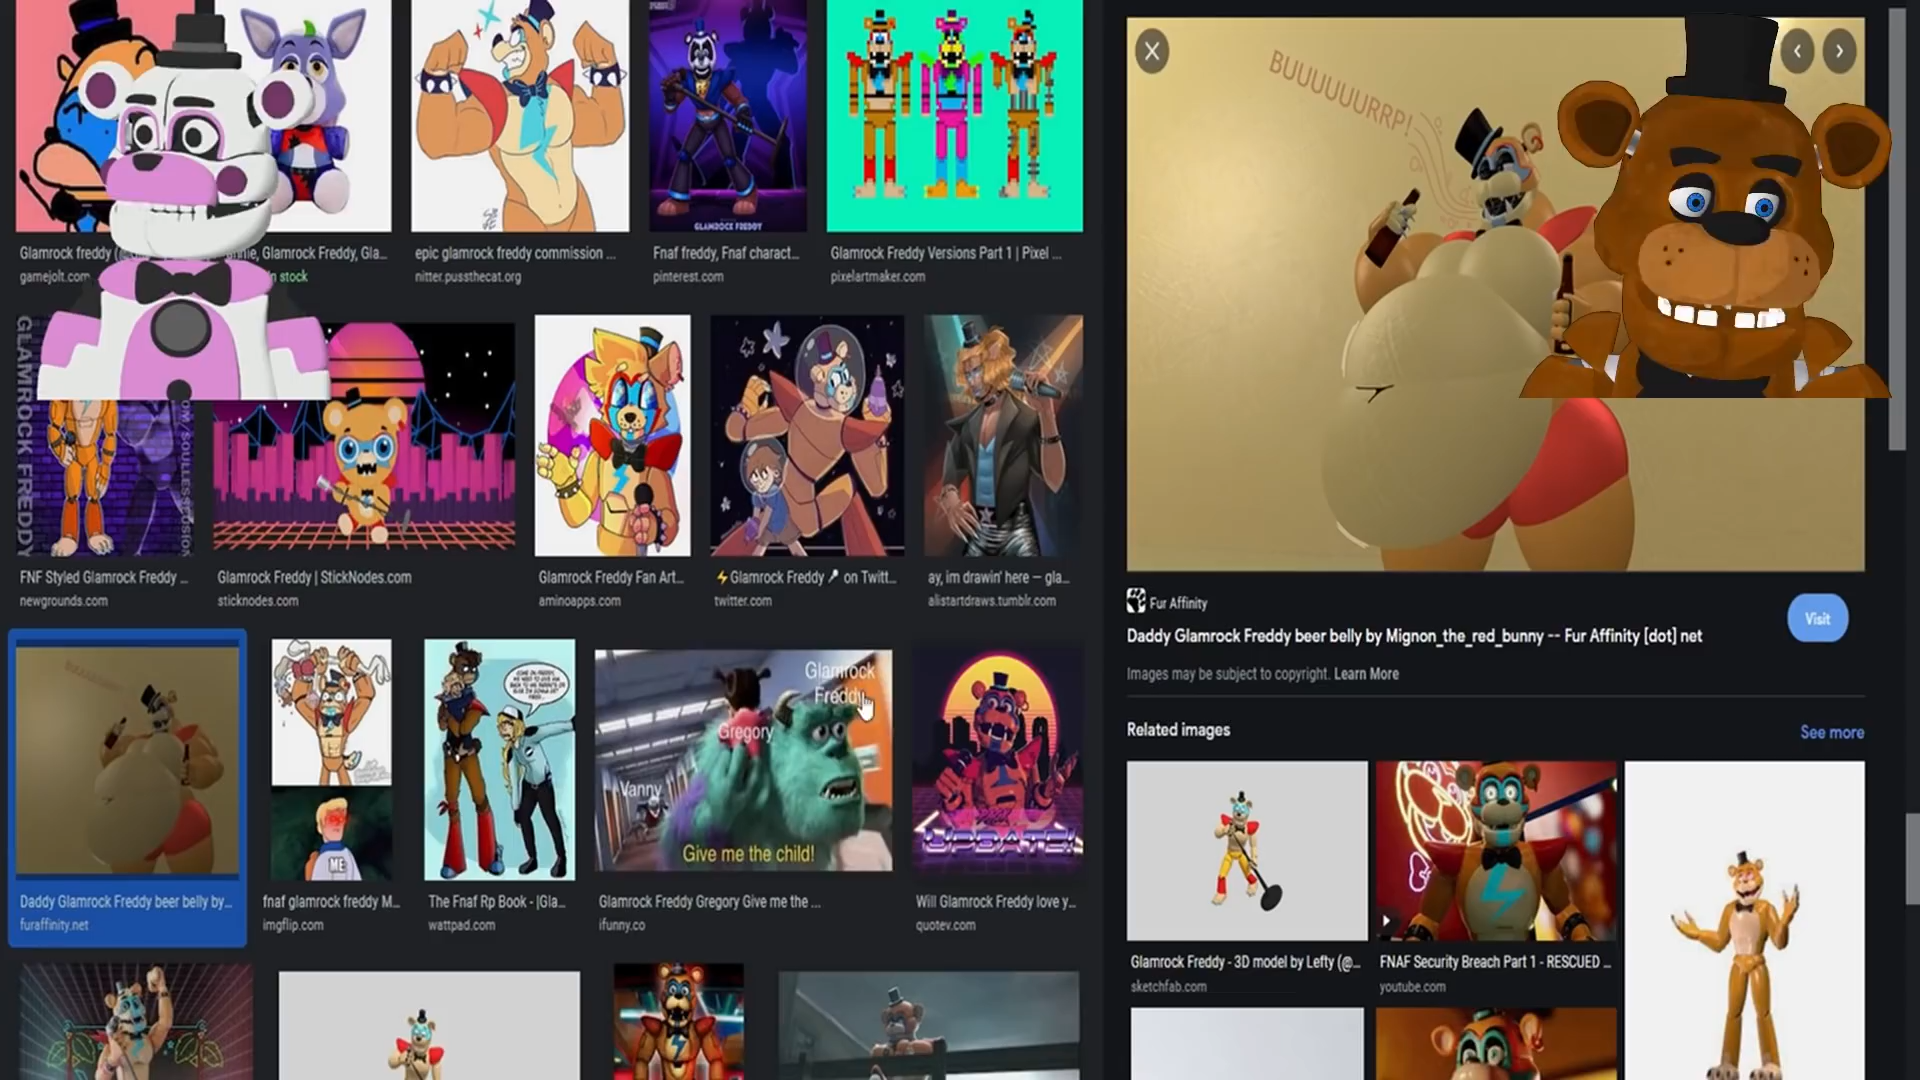 BUUUUURRP!
GLAMROCK FREDDY
Glamrock freddy
gamejolt.com
Glamrock Freddy, Gla...
stock
epic glamrock freddy commission ...
nitter.pussthecat.org
Fnaf freddy, Fnaf charact...
pinterest.com
Glamrock Freddy Versions Part 1 | Pixel ...
pixelartmaker.com
GLAMROCK FREDDY
FNF Styled Glamrock Freddy ...
newgrounds.com
Glamrock Freddy | StickNodes.com
sticknodes.com
Glamrock Freddy Fan Art...
aminoapps.com
⚡Glamrock Freddy 🎤 on Twitt...
twitter.com
ay, im drawin' here — gla...
alistartdraws.tumblr.com
Fur Affinity
Visit
Daddy Glamrock Freddy beer belly by Mignon_the_red_bunny -- Fur Affinity [dot] net
Images may be subject to copyright. Learn More
Glamrock
Freddy
Gregory
Vanny
Give me the child!
ME
UPDATE!
Daddy Glamrock Freddy beer belly by...
furaffinity.net
fnaf glamrock freddy M...
imgflip.com
The Fnaf Rp Book - |Gla...
wattpad.com
Glamrock Freddy Gregory Give me the ...
ifunny.co
Will Glamrock Freddy love y...
quotev.com
Related images
See more
Glamrock Freddy - 3D model by Lefty (@...
sketchfab.com
FNAF Security Breach Part 1 - RESCUED ...
youtube.com